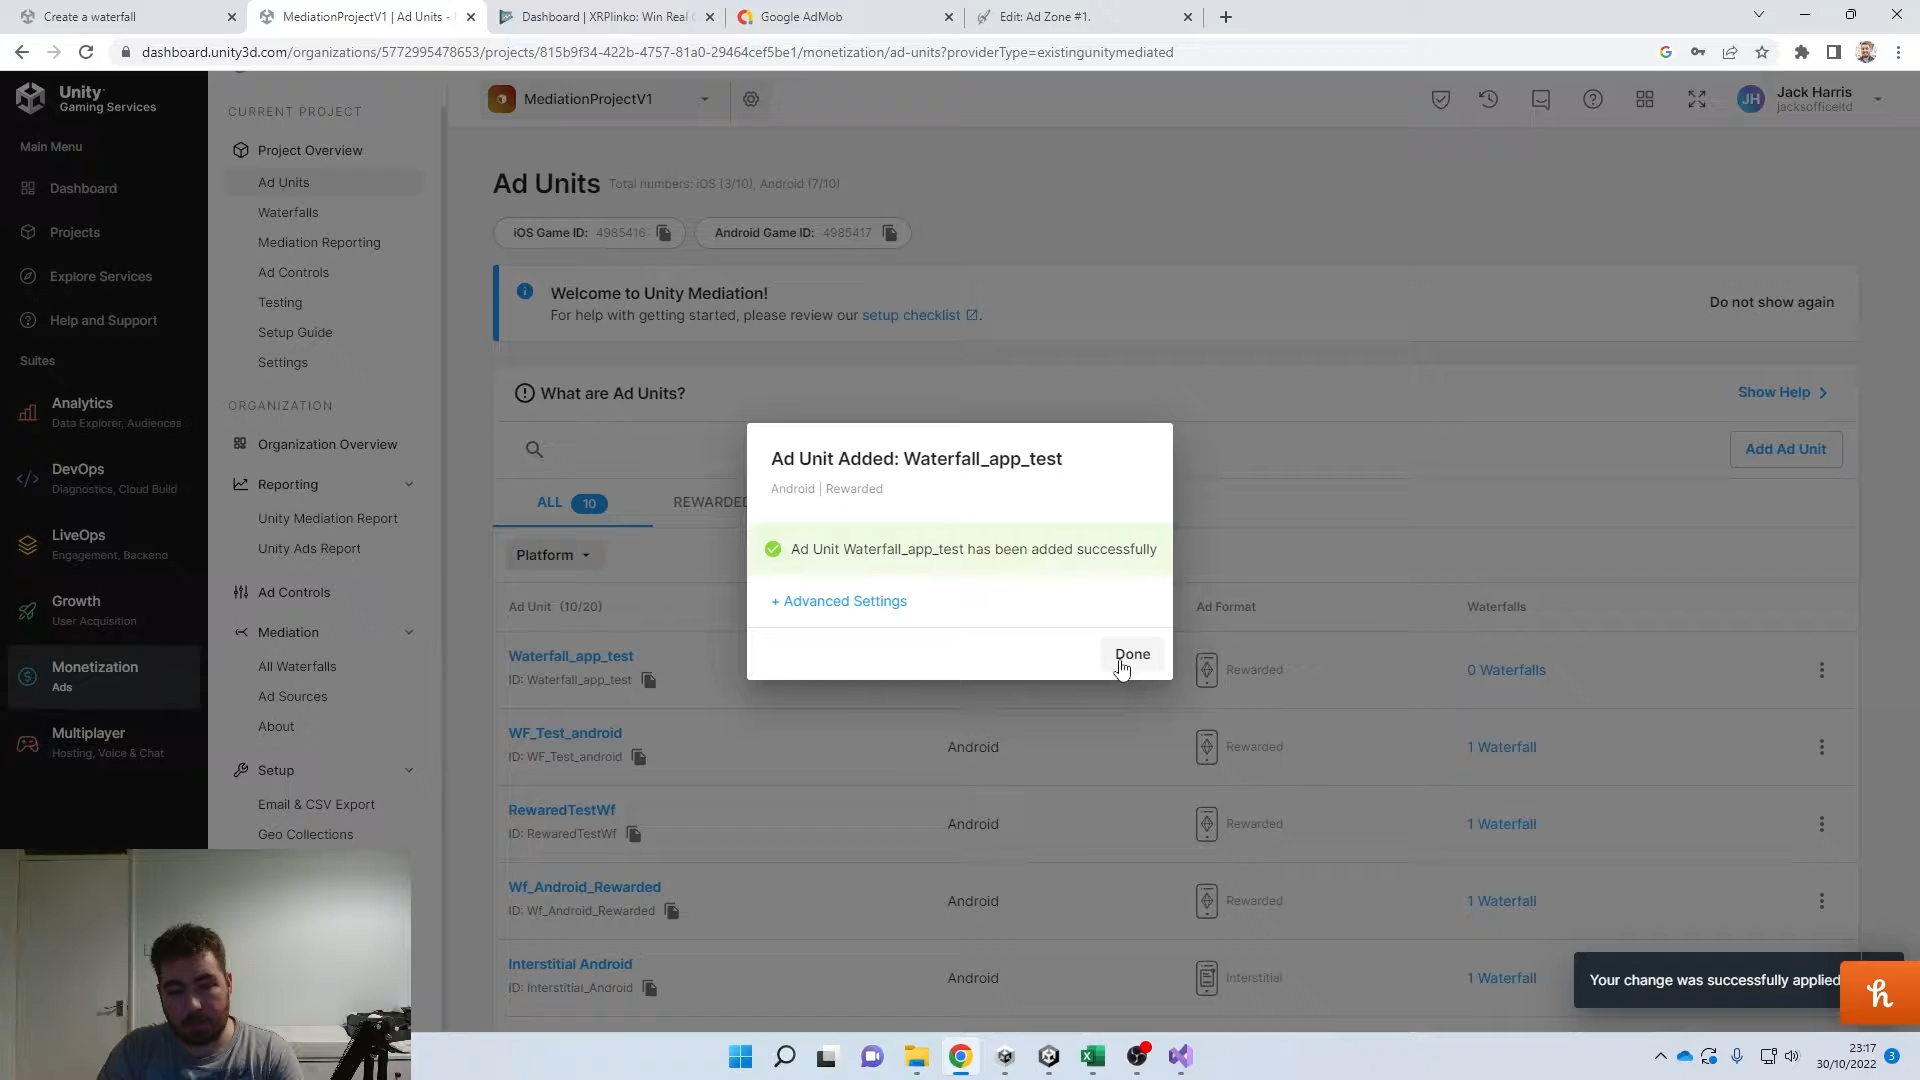 Create a waterfall
MediationProjectV1 | Ad Units -
Dashboard | XRPlinko: Win Real
Google AdMob
Edit: Ad Zone #1.
dashboard.unity3d.com/organizations/5772995478653/projects/815b9f34-422b-4757-81a0-29464cef5be1/monetization/ad-units?providerType=existingunitymediated
Unity
Gaming Services
Main Menu
Dashboard
Projects
Explore Services
Help and Support
Suites
Analytics
Data Explorer, Audiences
DevOps
Diagnostics, Cloud Build
LiveOps
Engagement, Backend
Growth
User Acquisition
Monetization
Ads
Multiplayer
Hosting, Voice & Chat
CURRENT PROJECT
Project Overview
Ad Units
Waterfalls
Mediation Reporting
Ad Controls
Testing
Setup Guide
Settings
ORGANIZATION
Organization Overview
Reporting
Unity Mediation Report
Unity Ads Report
Ad Controls
Mediation
All Waterfalls
Ad Sources
About
Setup
Email & CSV Export
Geo Collections
MediationProjectV1
JH
Jack Harris
jacksofficeltd
Ad Units Total numbers: iOS (3/10), Android (7/10)
iOS Game ID: 4985416
Android Game ID: 4985417
Welcome to Unity Mediation!
For help with getting started, please review our setup checklist.
Do not show again
What are Ad Units?
Show Help
Add Ad Unit
ALL 10
REWARDED
Platform
Ad Unit (10/20)
Ad Format
Waterfalls
Waterfall_app_test
ID: Waterfall_app_test
Rewarded
0 Waterfalls
WF_Test_android
ID: WF_Test_android
Android
Rewarded
1 Waterfall
RewaredTestWf
ID: RewaredTestWf
Android
Rewarded
1 Waterfall
Wf_Android_Rewarded
ID: Wf_Android_Rewarded
Android
Rewarded
1 Waterfall
Interstitial Android
ID: Interstitial_Android
Android
Interstitial
1 Waterfall
Ad Unit Added: Waterfall_app_test
Android | Rewarded
Ad Unit Waterfall_app_test has been added successfully
+ Advanced Settings
Done
Your change was successfully applied
h
23:17
30/10/2022
3